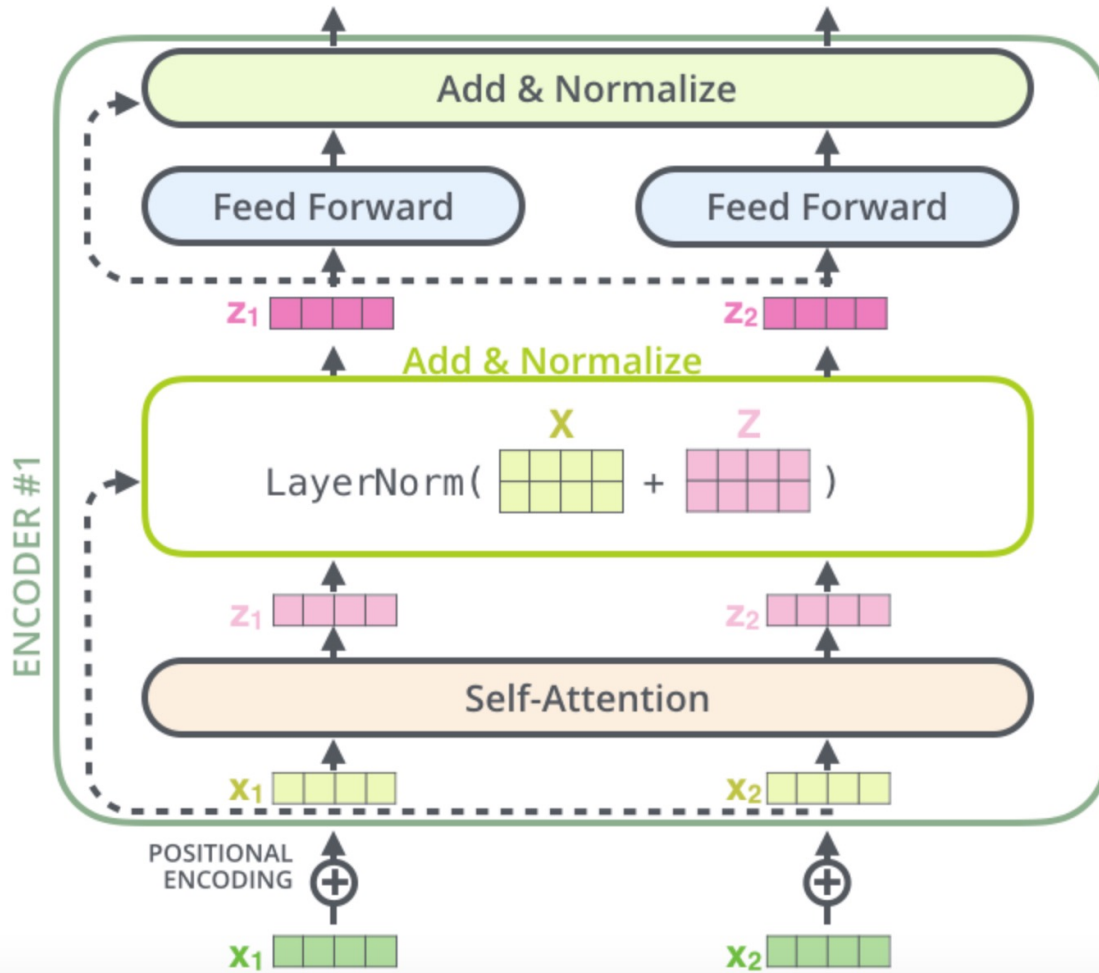 Add & Normalize
Feed Forward Feed Forward
z1 z2
Add & Normalize
X Z
LayerNorm( + )
ENCODER #1
z1 z2
Self-Attention
x1 x2
POSITIONAL
ENCODING
x1 x2